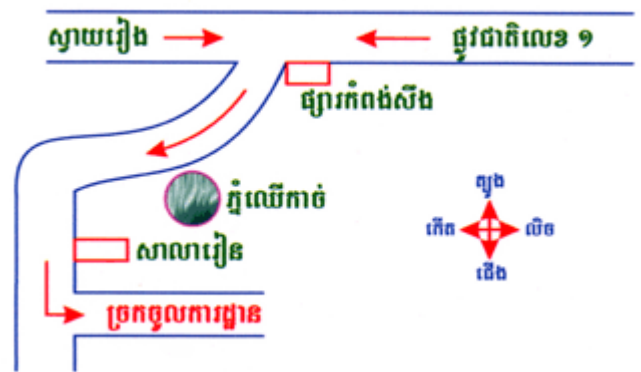 ស្វាយរៀង
ផ្លូវជាតិលេខ ១
ផ្សារកំពង់សឹង
ភ្នំឈើកាច់
ត្បូង
កើត
លិច
ជើង
សាលារៀន
ច្រកចូលការដ្ឋាន